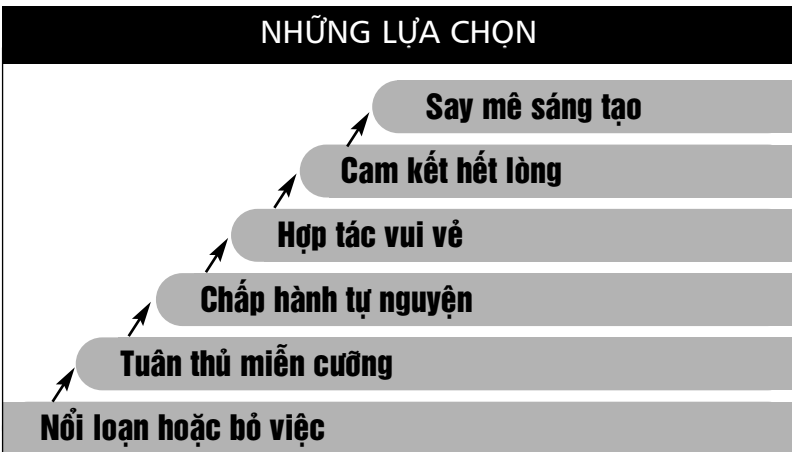 NHỮNG LỰA CHỌN
Say mê sáng tạo
Cam kết hết lòng
Hợp tác vui vẻ
Chấp hành tự nguyện
Tuân thủ miễn cưỡng
Nổi loạn hoặc bỏ việc